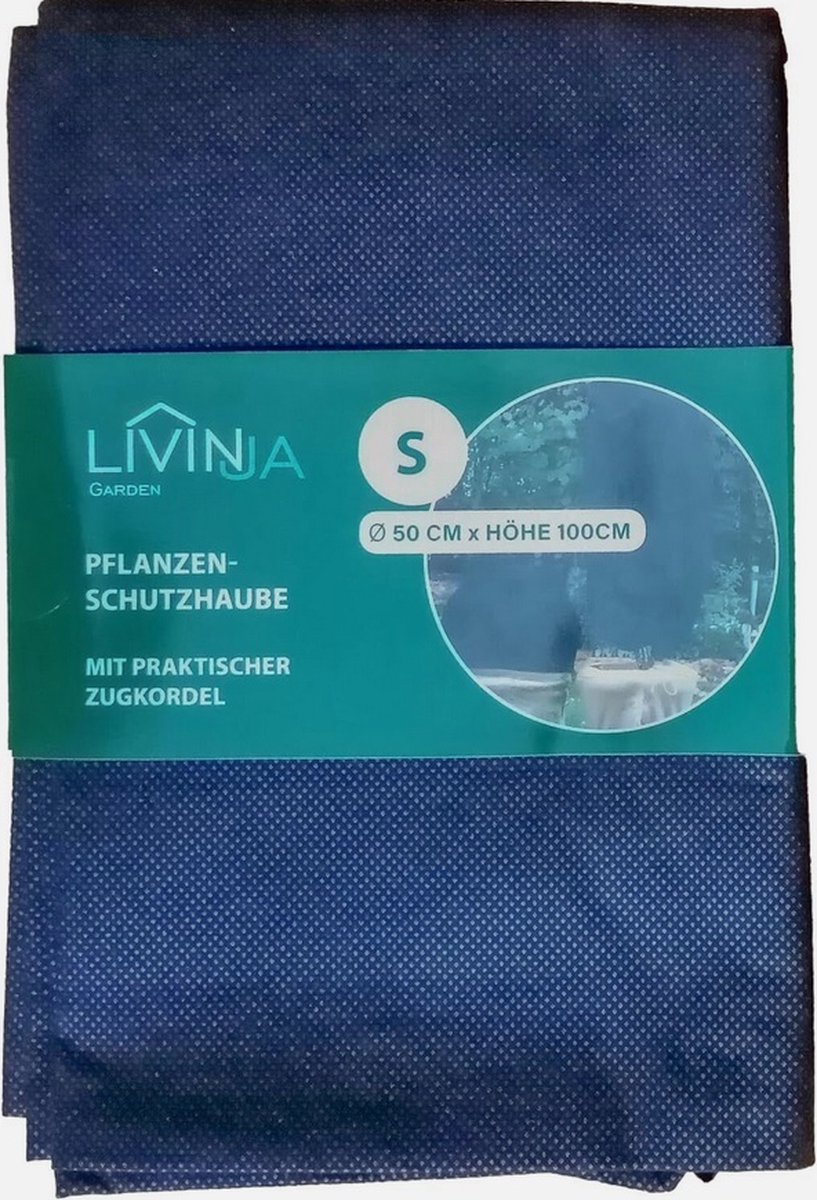 LIVINJA
GARDEN
PFLANZEN-
SCHUTZHAUBE
MIT PRAKTISCHER
ZUGKORDEL
S
Ø 50 CM x HÖHE 100CM